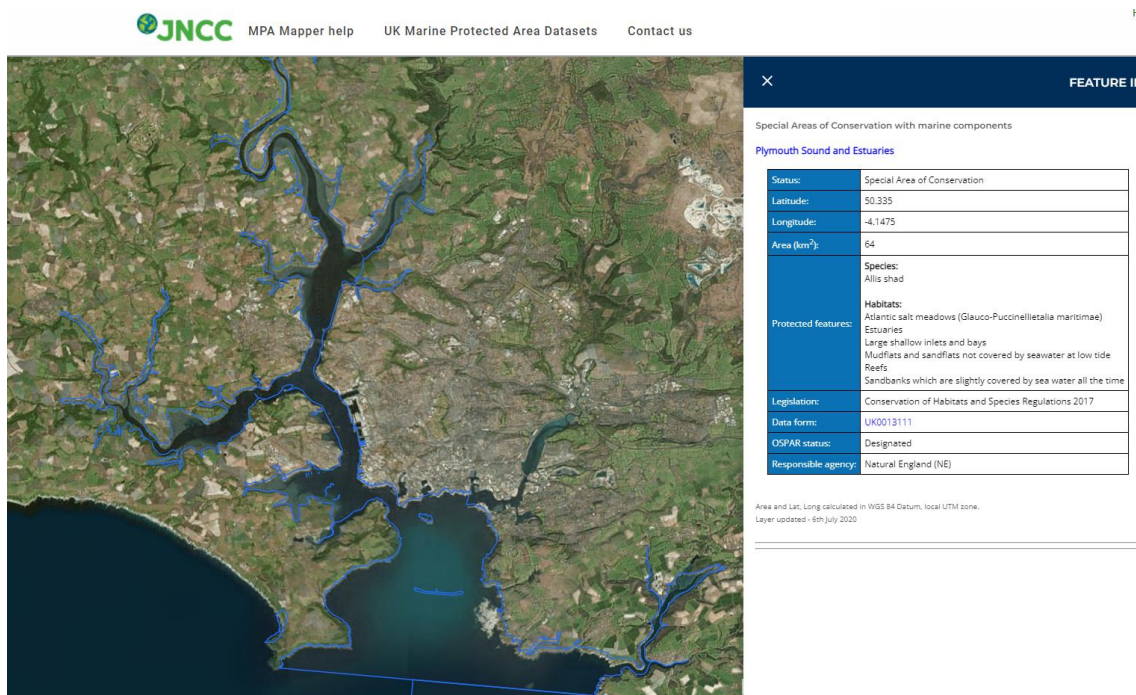 JNCC MPA Mapper help UK Marine Protected Area Datasets Contact us
FEATURE
Special Areas of Conservation with marine components
Plymouth Sound and Estuaries
Status: Special Area of Conservation
Latitude: 50.335
Longitude: -4.1475
Area (km²): 64
Protected features:
Species:
Allis shad
Habitats:
Atlantic salt meadows (Glauco-Puccinellietalia maritimae)
Estuaries
Large shallow inlets and bays
Mudflats and sandflats not covered by seawater at low tide
Reefs
Sandbanks which are slightly covered by sea water all the time
Legislation: Conservation of Habitats and Species Regulations 2017
Data form: UK0013111
OSPAR status: Designated
Responsible agency: Natural England (NE)
Area and Lat, Long calculated in WGS 84 Datum, local UTM zone.
Layer updated - 6th July 2020